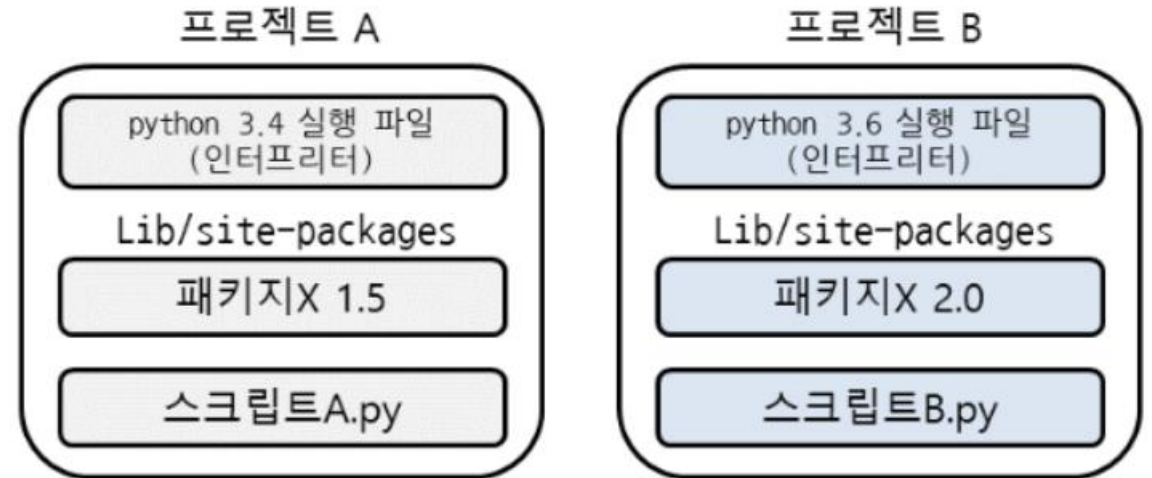 프로젝트 A
python 3.4 실행 파일
(인터프리터)
Lib/site-packages
패키지X 1.5
스크립트A.py
프로젝트 B
python 3.6 실행 파일
(인터프리터)
Lib/site-packages
패키지X 2.0
스크립트B.py